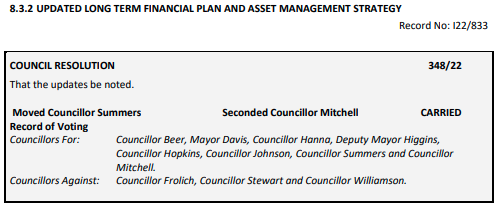 8.3.2 UPDATED LONG TERM FINANCIAL PLAN AND ASSET MANAGEMENT STRATEGY
Record No: I22/833
COUNCIL RESOLUTION 348/22
That the updates be noted.
Moved Councillor Summers Seconded Councillor Mitchell CARRIED
Record of Voting
Councillors For: Councillor Beer, Mayor Davis, Councillor Hanna, Deputy Mayor Higgins,
Councillor Hopkins, Councillor Johnson, Councillor Summers and Councillor
Mitchell.
Councillors Against: Councillor Frolich, Councillor Stewart and Councillor Williamson.